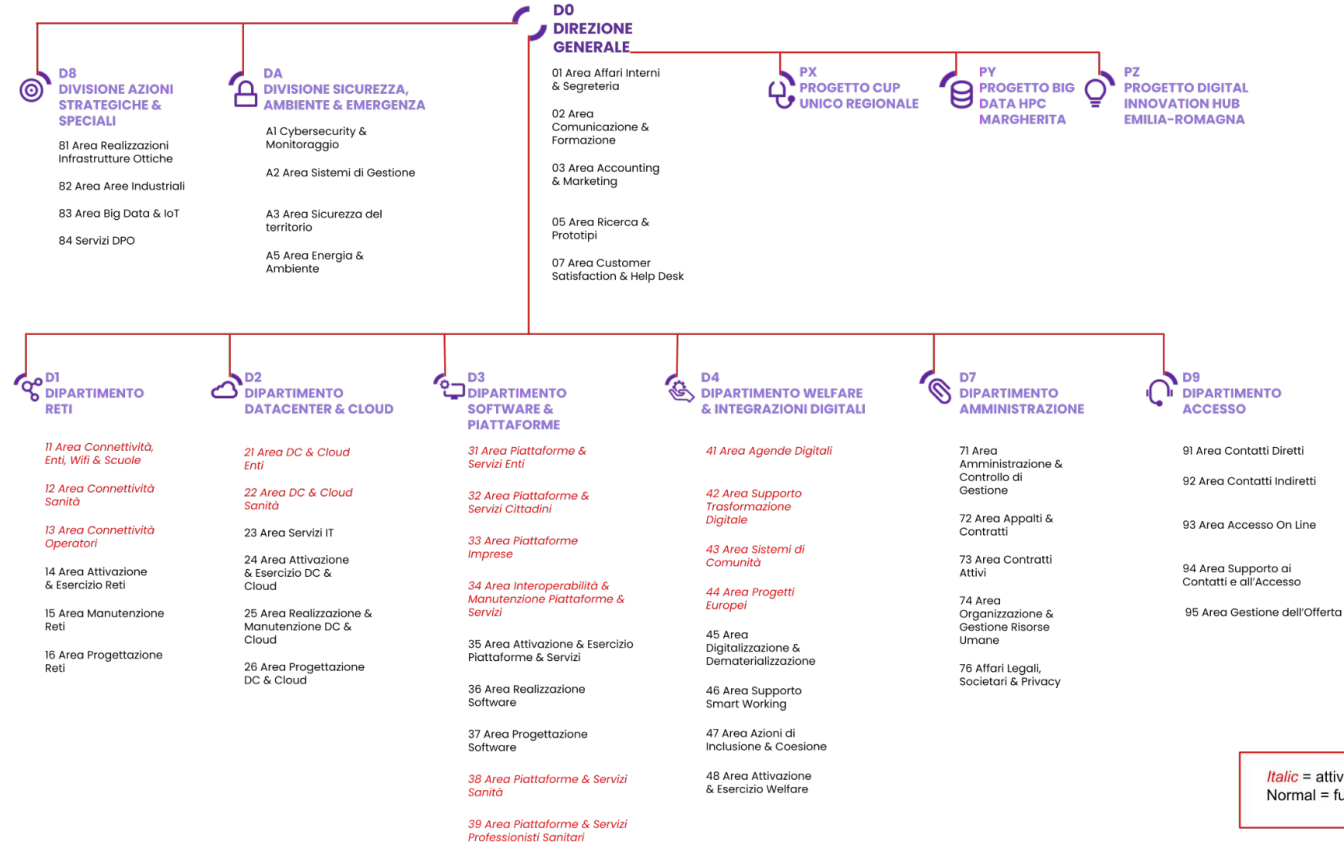 D0
DIREZIONE
GENERALE
01 Area Affari Interni
& Segreteria
02 Area
Comunicazione &
Formazione
03 Area Accounting
& Marketing
05 Area Ricerca &
Prototipi
07 Area Customer
Satisfaction & Help Desk
D8
DIVISIONE AZIONI
STRATEGICHE &
SPECIALI
81 Area Realizzazioni
Infrastrutture Ottiche
82 Area Aree Industriali
83 Area Big Data & IoT
84 Servizi DPO
DA
DIVISIONE SICUREZZA,
AMBIENTE & EMERGENZA
A1 Cybersecurity &
Monitoraggio
A2 Area Sistemi di Gestione
A3 Area Sicurezza del
territorio
A5 Area Energia &
Ambiente
PX
PROGETTO CUP
UNICO REGIONALE
PY
PROGETTO BIG
DATA HPC
MARGHERITA
PZ
PROGETTO DIGITAL
INNOVATION HUB
EMILIA-ROMAGNA
D1
DIPARTIMENTO
RETI
11 Area Connettività,
Enti, Wifi & Scuole
12 Area Connettività
Sanità
13 Area Connettività
Operatori
14 Area Attivazione
& Esercizio Reti
15 Area Manutenzione
Reti
16 Area Progettazione
Reti
D2
DIPARTIMENTO
DATACENTER & CLOUD
21 Area DC & Cloud
Enti
22 Area DC & Cloud
Sanità
23 Area Servizi IT
24 Area Attivazione
& Esercizio DC &
Cloud
25 Area Realizzazione &
Manutenzione DC &
Cloud
26 Area Progettazione
DC & Cloud
D3
DIPARTIMENTO
SOFTWARE &
PIATTAFORME
31 Area Piattaforme &
Servizi Enti
32 Area Piattaforme &
Servizi Cittadini
33 Area Piattaforme
Imprese
34 Area Interoperabilità &
Manutenzione Piattaforme &
Servizi
35 Area Attivazione & Esercizio
Piattaforme & Servizi
36 Area Realizzazione
Software
37 Area Progettazione
Software
38 Area Piattaforme & Servizi
Sanità
39 Area Piattaforme & Servizi
Professionisti Sanitari
D4
DIPARTIMENTO WELFARE
& INTEGRAZIONI DIGITALI
41 Area Agende Digitali
42 Area Supporto
Trasformazione
Digitale
43 Area Sistemi di
Comunità
44 Area Progetti
Europei
45 Area
Digitalizzazione &
Dematerializzazione
46 Area Supporto
Smart Working
47 Area Azioni di
Inclusione & Coesione
48 Area Attivazione
& Esercizio Welfare
D7
DIPARTIMENTO
AMMINISTRAZIONE
71 Area
Amministrazione &
Controllo di
Gestione
72 Area Appalti &
Contratti
73 Area Contratti
Attivi
74 Area
Organizzazione &
Gestione Risorse
Umane
76 Affari Legali,
Societari & Privacy
D9
DIPARTIMENTO
ACCESSO
91 Area Contatti Diretti
92 Area Contatti Indiretti
93 Area Accesso On Line
94 Area Supporto ai
Contatti e all'Accesso
95 Area Gestione dell'Offerta
Italic =
Normal =